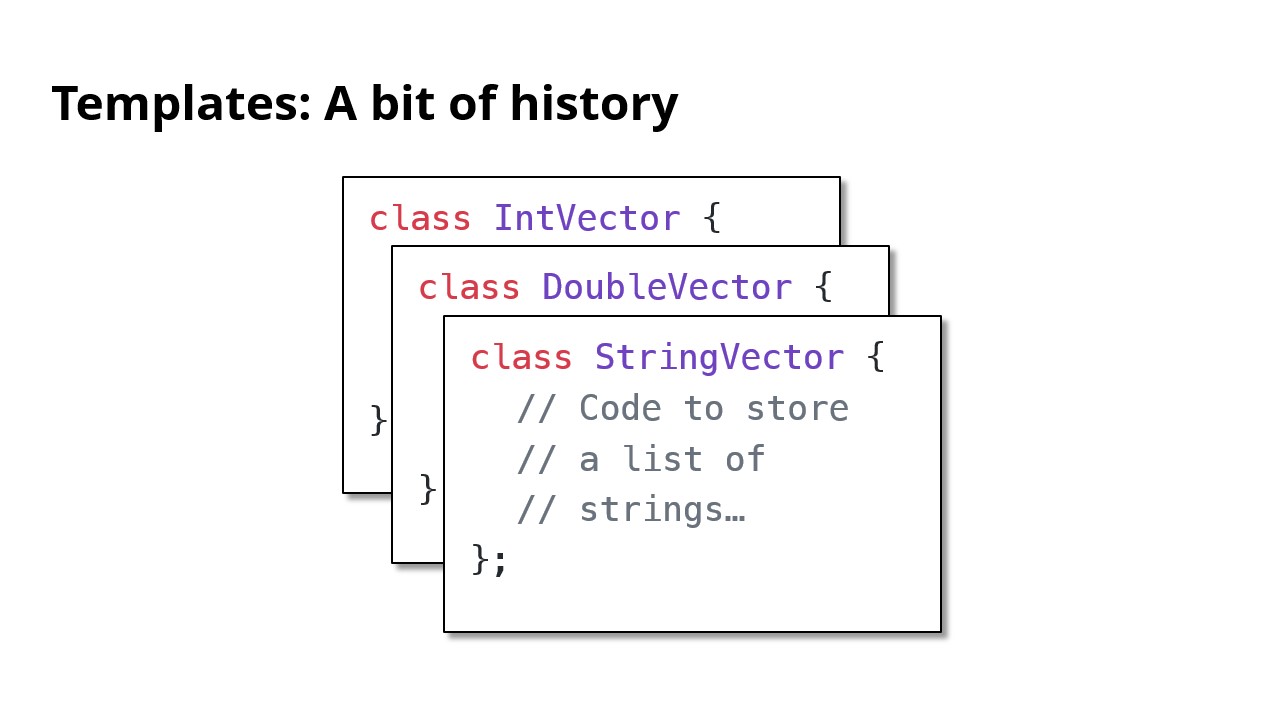 Templates: A bit of history
class IntVector {
}
class DoubleVector {
}
class StringVector {
// Code to store
// a list of
// strings…
};